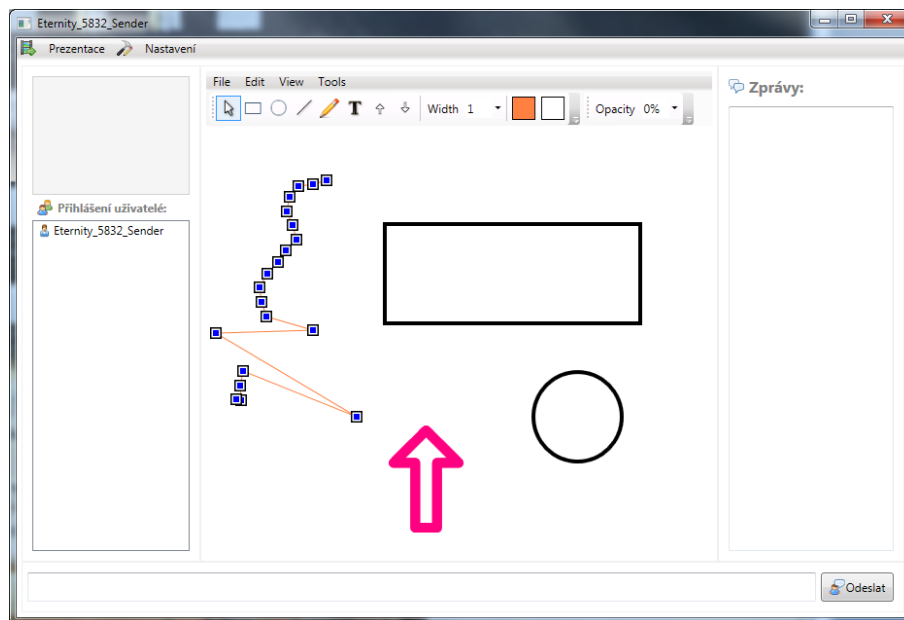 Eternity_5832_Sender
Prezentace Nastavení
File Edit View Tools
T Width 1 Opacity 0%
Zprávy:
Přihlášení uživatelé:
Eternity_5832_Sender
Odeslat